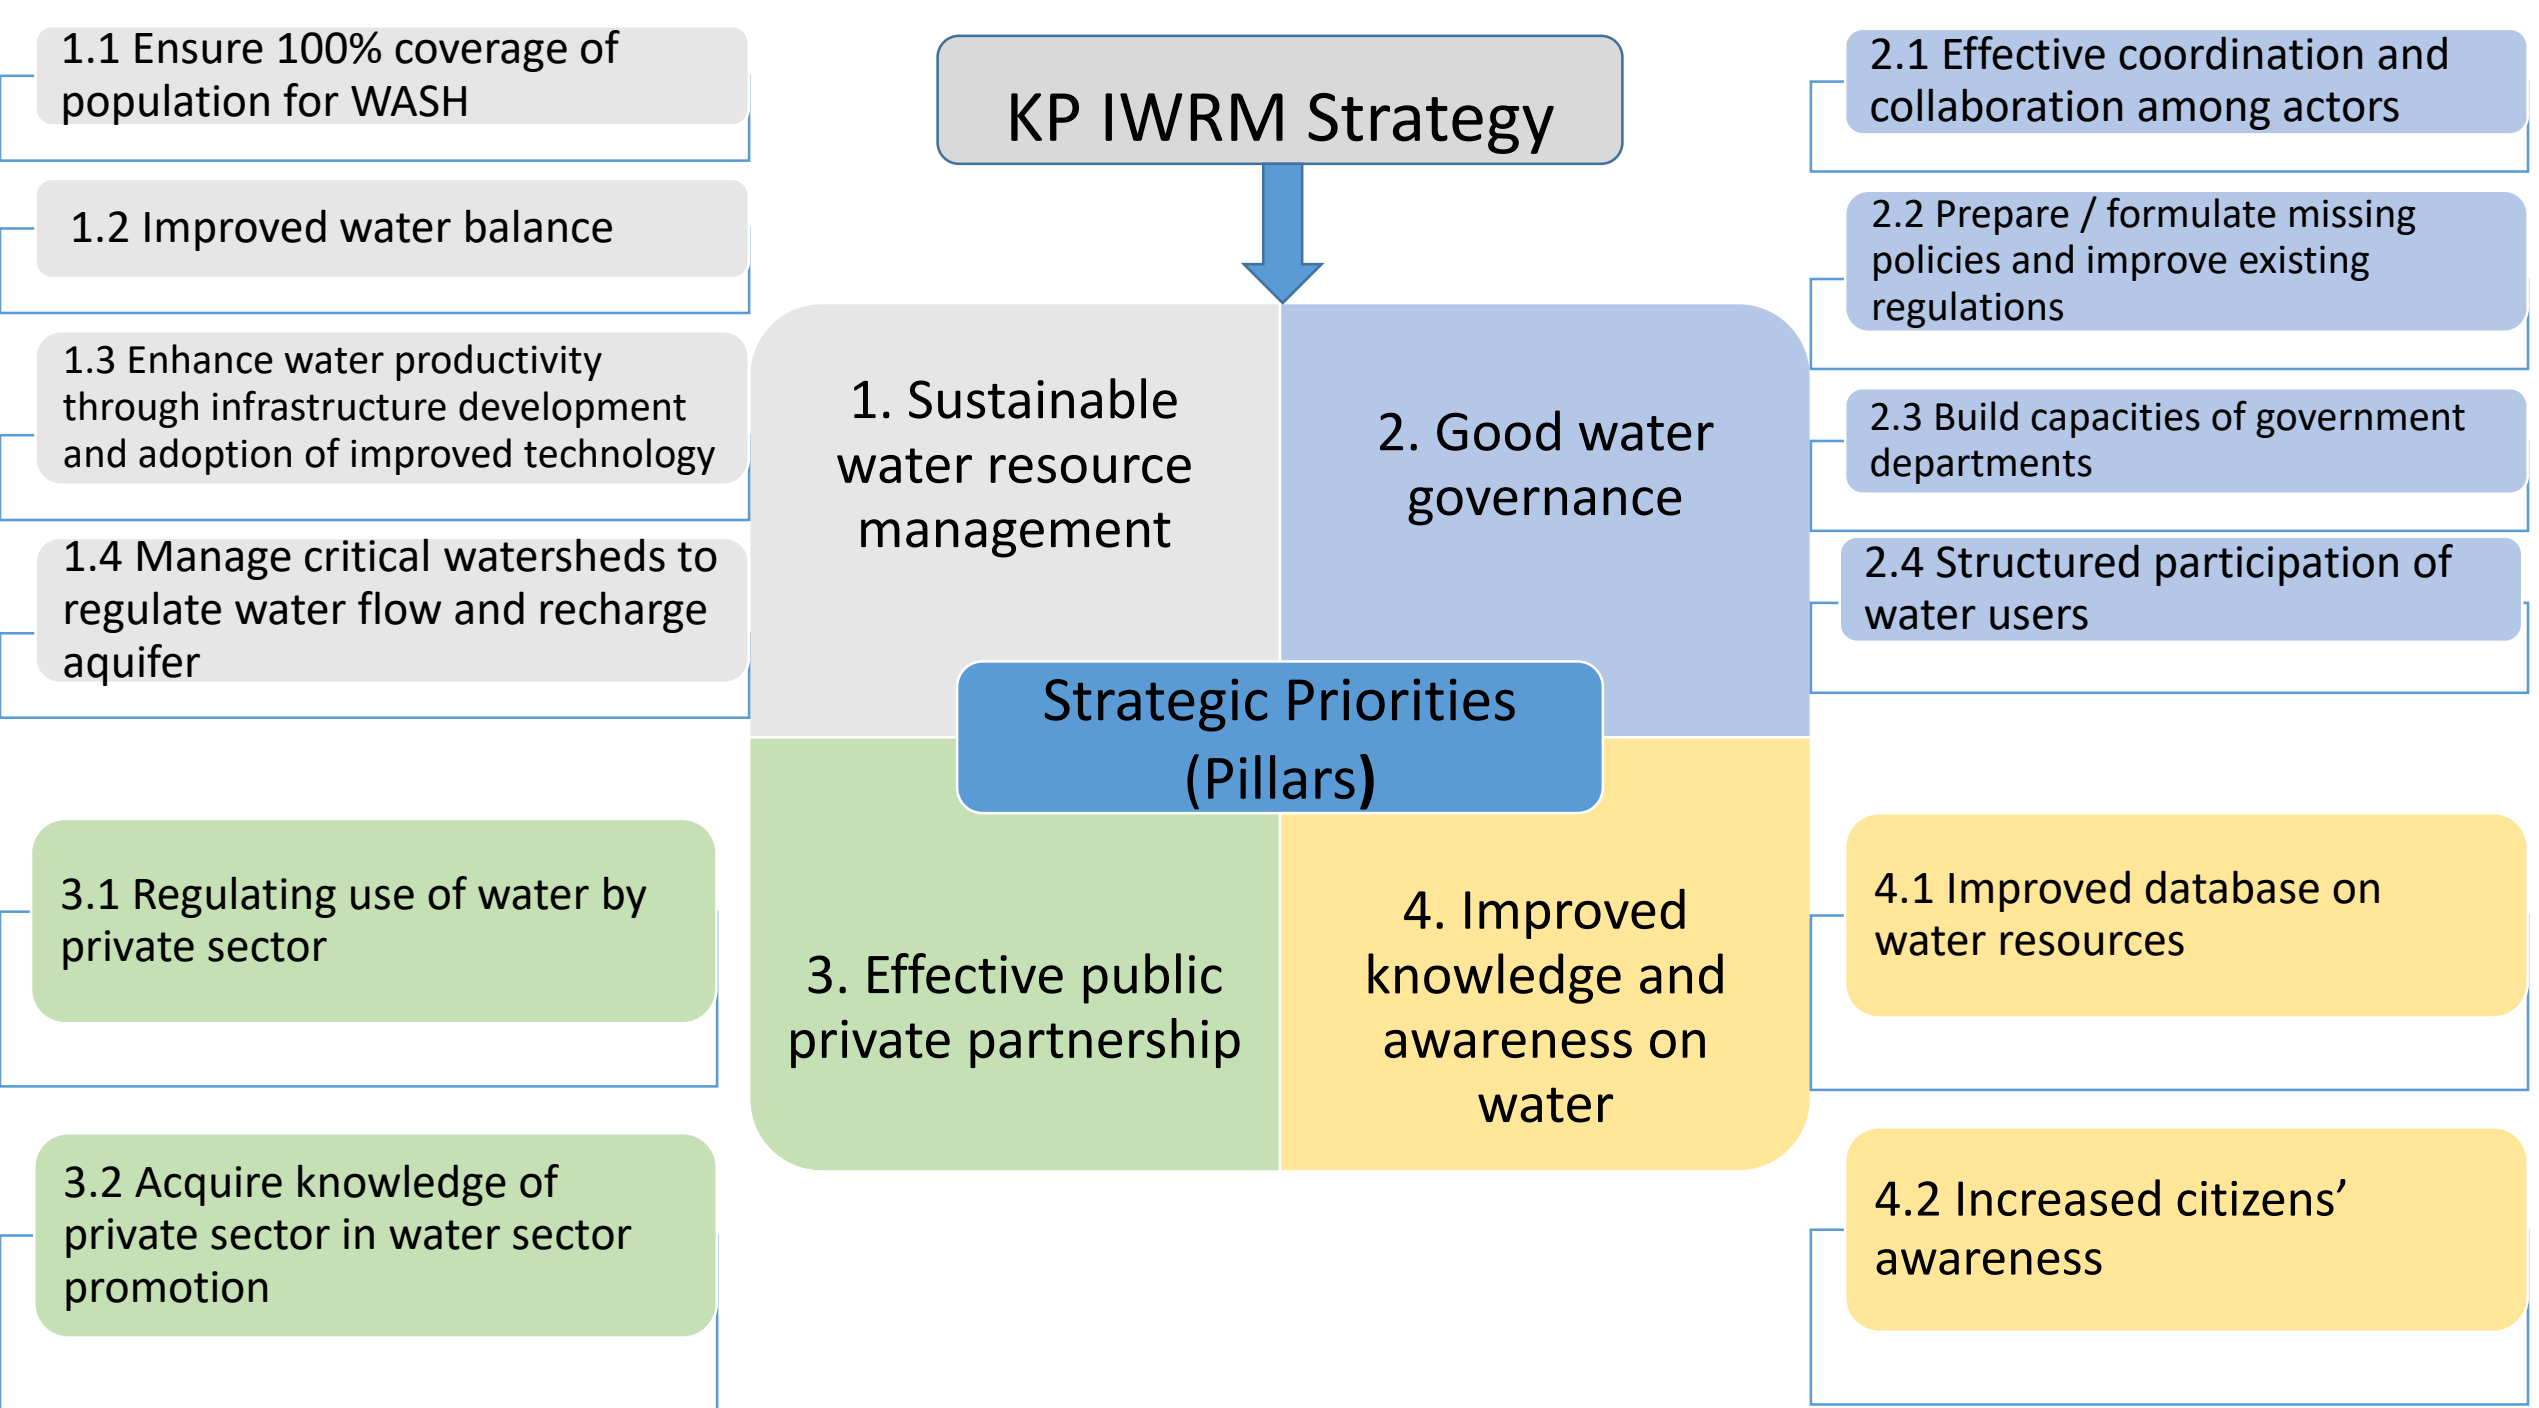 KP IWRM Strategy
1.1 Ensure 100% coverage of
population for WASH
1.2 Improved water balance
1.3 Enhance water productivity
through infrastructure development
and adoption of improved technology
1.4 Manage critical watersheds to
regulate water flow and recharge
aquifer
2.1 Effective coordination and
collaboration among actors
2.2 Prepare / formulate missing
policies and improve existing
regulations
2.3 Build capacities of government
departments
2.4 Structured participation of
water users
1. Sustainable
water resource
management
2. Good water
governance
Strategic Priorities
(Pillars)
3. Effective public
private partnership
4. Improved
knowledge and
awareness on
water
3.1 Regulating use of water by
private sector
3.2 Acquire knowledge of
private sector in water sector
promotion
4.1 Improved database on
water resources
4.2 Increased citizens’
awareness